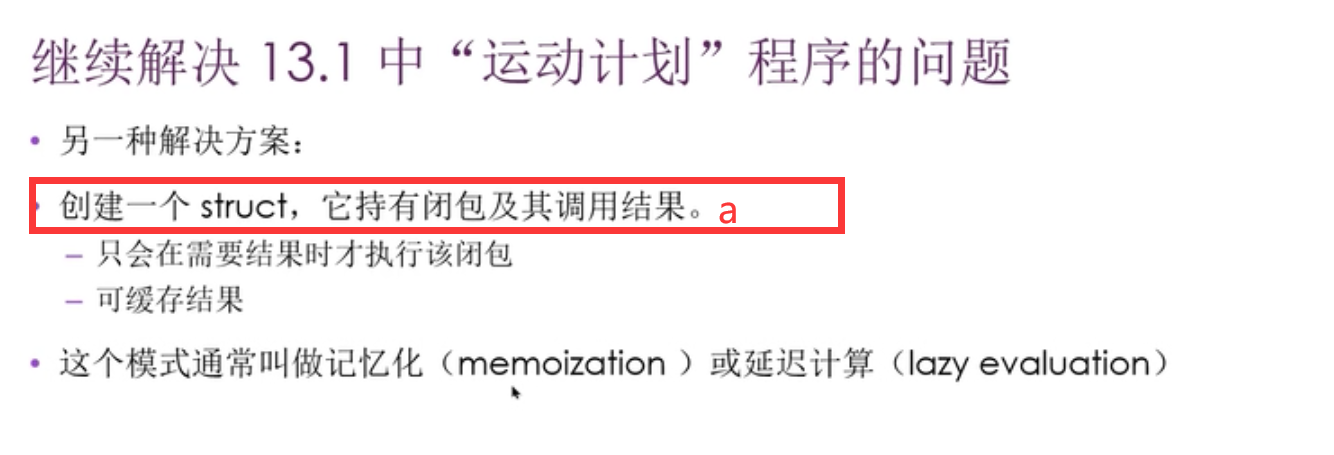 继续解决 13.1 中“运动计划”程序的问题
• 另一种解决方案：
• 创建一个 struct，它持有闭包及其调用结果。a
– 只会在需要结果时才执行该闭包
– 可缓存结果
• 这个模式通常叫做记忆化（memoization ）或延迟计算（lazy evaluation）